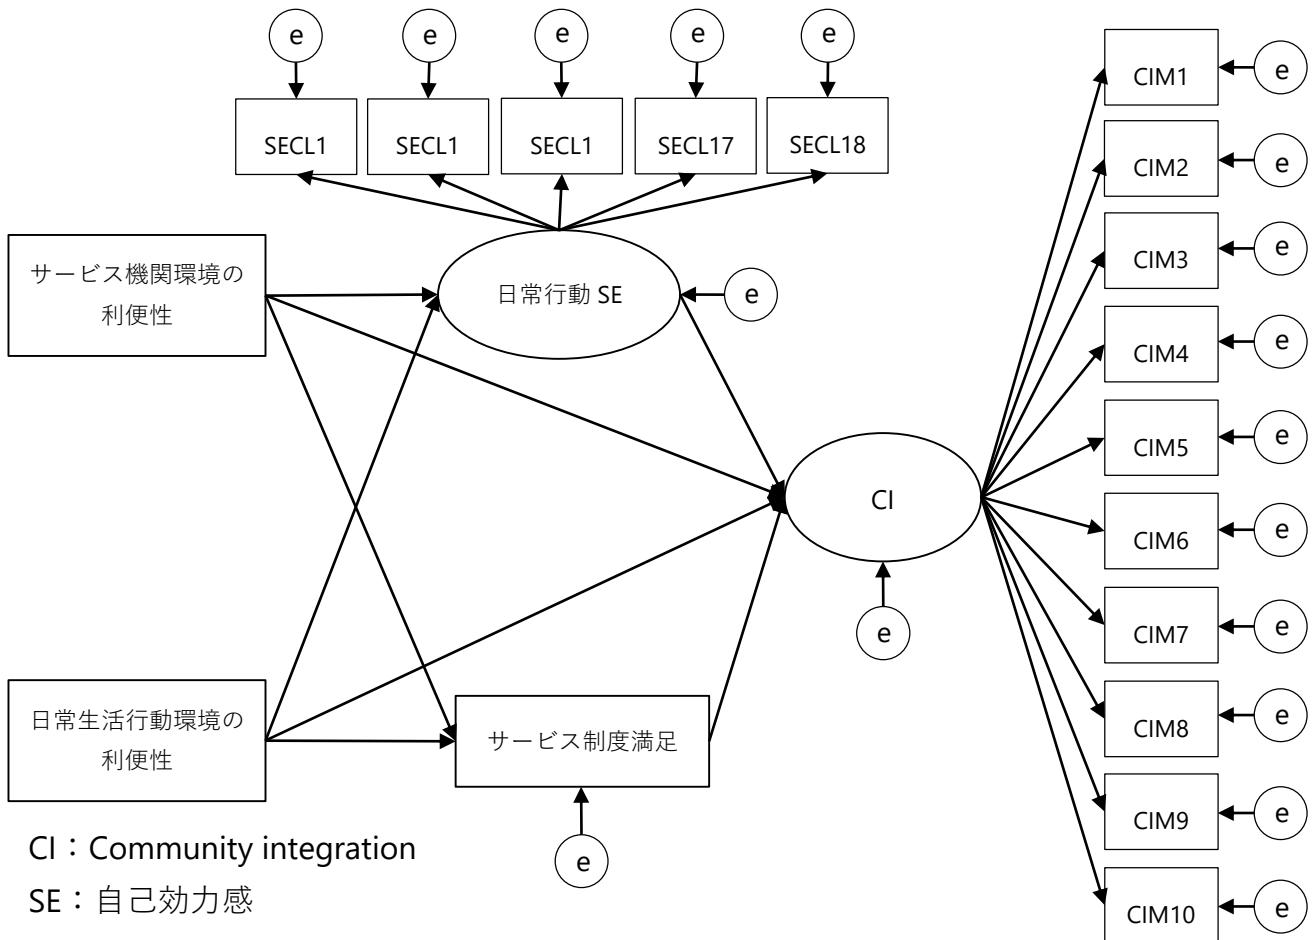 e e e e e
SECL1 SECL1 SECL1 SECL17 SECL18
サービス機関環境の
利便性
日常行動 SE
e
日常生活行動環境の
利便性
サービス制度満足
e
CI
e
CIM1 e
CIM2 e
CIM3 e
CIM4 e
CIM5 e
CIM6 e
CIM7 e
CIM8 e
CIM9 e
CIM10 e
CI：Community integration
SE：自己効力感